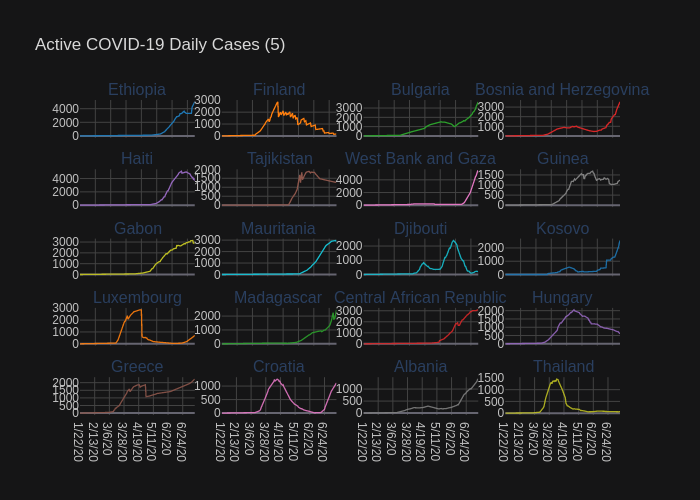 Active COVID-19 Daily Cases (5)
Ethiopia Finland Bulgaria Bosnia and Herzegovina
4000 2000 0 3000 2000 1000 0 3000 2000 1000 0 3000 2000 1000 0
Haiti Tajikistan West Bank and Gaza Guinea
4000 2000 0 2000 1500 1000 500 0 4000 2000 0 1500 1000 500 0
Gabon Mauritania Djibouti Kosovo
3000 2000 1000 0 3000 2000 1000 0 2000 1000 0 2000 1000 0
Luxembourg Madagascar Central African Republic Hungary
3000 2000 1000 0 2000 1000 0 3000 2000 1000 0 2000 1500 1000 500 0
Greece Croatia Albania Thailand
2000 1500 1000 500 0 1000 500 0 1000 500 0 1500 1000 500 0
1/22/20 2/13/20 3/6/20 3/28/20 4/19/20 5/11/20 6/2/20 6/24/20 1/22/20 2/13/20 3/6/20 3/28/20 4/19/20 5/11/20 6/2/20 6/24/20 1/22/20 2/13/20 3/6/20 3/28/20 4/19/20 5/11/20 6/2/20 6/24/20 1/22/20 2/13/20 3/6/20 3/28/20 4/19/20 5/11/20 6/2/20 6/24/20